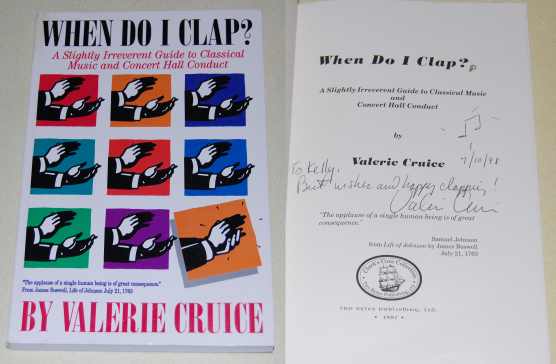 WHEN DO I CLAP?
A Slightly Irreverent Guide to Classical
Music and Concert Hall Conduct
"The applause of a single human being is of great consequence."
From James Boswell, Life of Johnson July 21, 1763
BY VALERIE CRUICE
When Do I Clap?
A Slightly Irreverent Guide to Classical Music
and
Concert Hall Conduct
by
Valerie Cruice
7/10/98
To Kelly,
Best wishes and happy clapping!
Valerie Cruice
"The applause of a single human being is of great
consequence."
Samuel Johnson
from Life of Johnson by James Boswell
July 21, 1763
Publishing, Ltd.